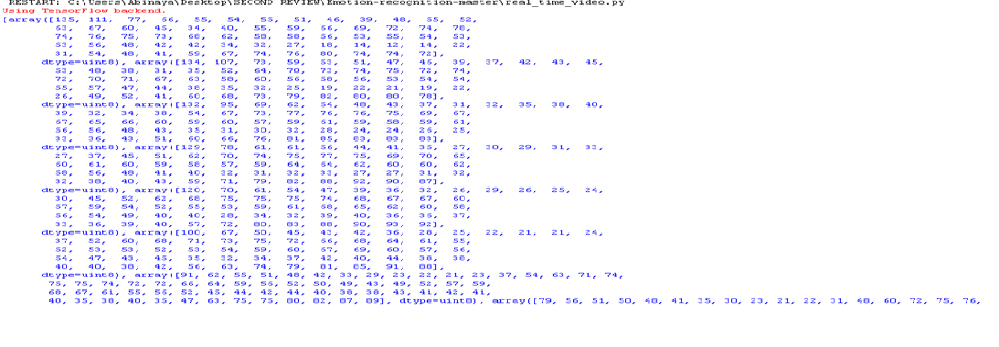 RESTART: C:\Users\Abinaya\Desktop\SECOND REVIEW\Emotion-recognition-master\real_time_video.py
Using TensorFlow backend.
[array([135, 111, 77, 66, 55, 54, 55, 51, 46, 39, 48, 55, 52,
63, 67, 60, 45, 34, 40, 55, 59, 66, 69, 72, 74, 78,
74, 76, 75, 73, 68, 62, 58, 58, 56, 53, 55, 54, 53,
53, 56, 48, 42, 42, 34, 32, 27, 18, 14, 12, 14, 22,
31, 54, 48, 41, 59, 67, 74, 76, 80, 74, 74, 72],
dtype=uint8), array([134, 107, 73, 59, 53, 51, 47, 45, 39, 37, 42, 43, 45,
53, 48, 38, 31, 35, 52, 64, 70, 73, 74, 75, 72, 74,
72, 70, 71, 67, 63, 58, 60, 56, 58, 56, 53, 54, 54,
55, 57, 47, 44, 38, 35, 32, 25, 19, 22, 21, 19, 22,
26, 49, 52, 41, 60, 68, 73, 79, 82, 80, 80, 78],
dtype=uint8), array([132, 95, 69, 62, 54, 48, 43, 37, 31, 32, 35, 38, 40,
39, 32, 34, 38, 54, 67, 73, 77, 76, 76, 75, 69, 67,
67, 65, 66, 60, 59, 60, 57, 59, 61, 59, 58, 59, 61,
56, 56, 48, 43, 35, 31, 30, 32, 28, 24, 24, 26, 25,
33, 36, 43, 51, 60, 66, 76, 81, 85, 83, 83, 83],
dtype=uint8), array([129, 78, 61, 61, 56, 44, 41, 35, 27, 30, 29, 31, 33,
27, 37, 45, 51, 62, 70, 74, 75, 77, 75, 69, 70, 65,
60, 61, 60, 59, 58, 57, 59, 64, 64, 62, 60, 60, 62,
58, 56, 48, 41, 40, 32, 31, 32, 33, 27, 27, 31, 32,
32, 38, 40, 43, 59, 71, 79, 82, 88, 92, 90, 87],
dtype=uint8), array([120, 70, 61, 54, 47, 39, 36, 32, 26, 29, 26, 25, 24,
30, 45, 52, 62, 68, 75, 75, 75, 74, 68, 67, 67, 60,
57, 59, 54, 52, 55, 53, 59, 61, 58, 65, 62, 60, 58,
56, 54, 49, 40, 40, 28, 34, 32, 39, 40, 36, 35, 37,
33, 36, 39, 40, 57, 72, 80, 83, 88, 90, 93, 92],
dtype=uint8), array([100, 67, 50, 45, 43, 42, 36, 28, 25, 22, 21, 21, 24,
37, 52, 60, 68, 71, 73, 75, 72, 66, 68, 64, 61, 55,
52, 53, 53, 52, 53, 54, 59, 60, 57, 69, 60, 57, 56,
54, 47, 43, 45, 35, 32, 34, 37, 42, 40, 44, 38, 38,
40, 40, 38, 42, 56, 63, 74, 79, 81, 85, 91, 88],
dtype=uint8), array([91, 62, 55, 51, 48, 42, 33, 29, 23, 22, 21, 23, 37, 54, 63, 71, 74,
75, 75, 74, 72, 72, 66, 64, 59, 56, 52, 50, 49, 43, 49, 52, 57, 59,
68, 67, 61, 55, 56, 52, 45, 44, 42, 44, 40, 38, 38, 43, 41, 42, 41,
40, 35, 38, 40, 35, 47, 63, 75, 75, 80, 82, 87, 89], dtype=uint8), array([79, 56, 51, 50, 48, 41, 35, 30, 23, 21, 22, 31, 48, 60, 72, 75, 76,